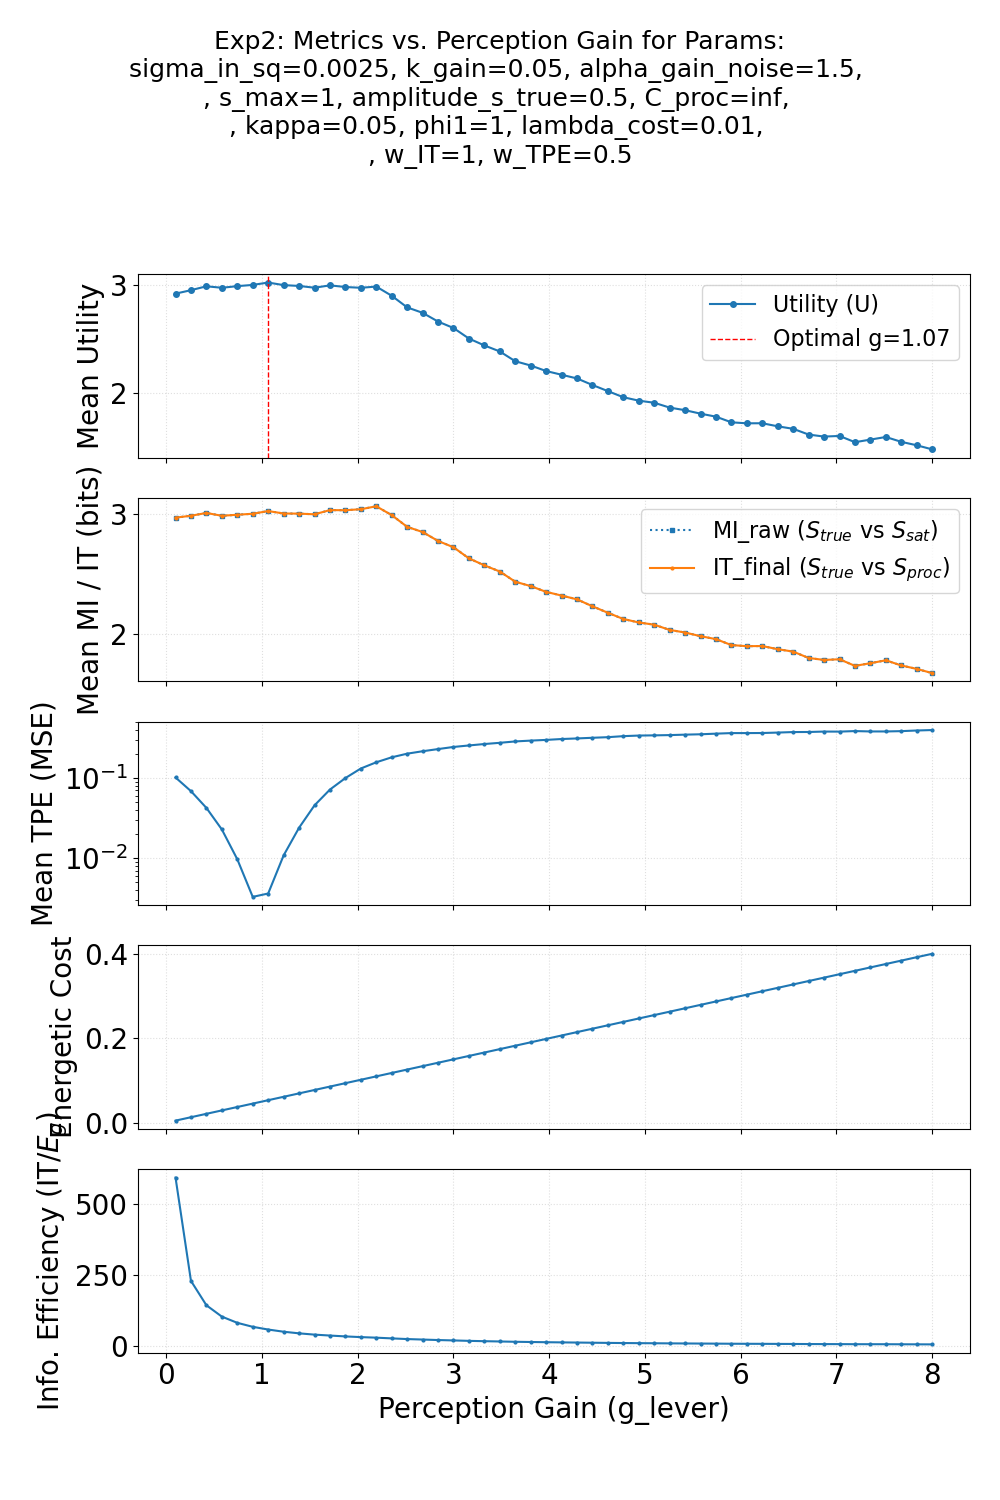 Exp2: Metrics vs. Perception Gain for Params:
sigma_in_sq=0.0025, k_gain=0.05, alpha_gain_noise=1.5,
, s_max=1, amplitude_s_true=0.5, C_proc=inf,
, kappa=0.05, phi1=1, lambda_cost=0.01,
, w_IT=1, w_TPE=0.5
Mean Utility
3
2
Utility (U)
Optimal g=1.07
Mean MI / IT (bits)
3
2
MI_raw (S_true vs S_sat)
IT_final (S_true vs S_proc)
Mean TPE (MSE)
10⁻¹
10⁻²
Energetic Cost
0.4
0.2
0.0
Info. Efficiency (IT/E_g)
500
250
0
0 1 2 3 4 5 6 7 8
Perception Gain (g_lever)